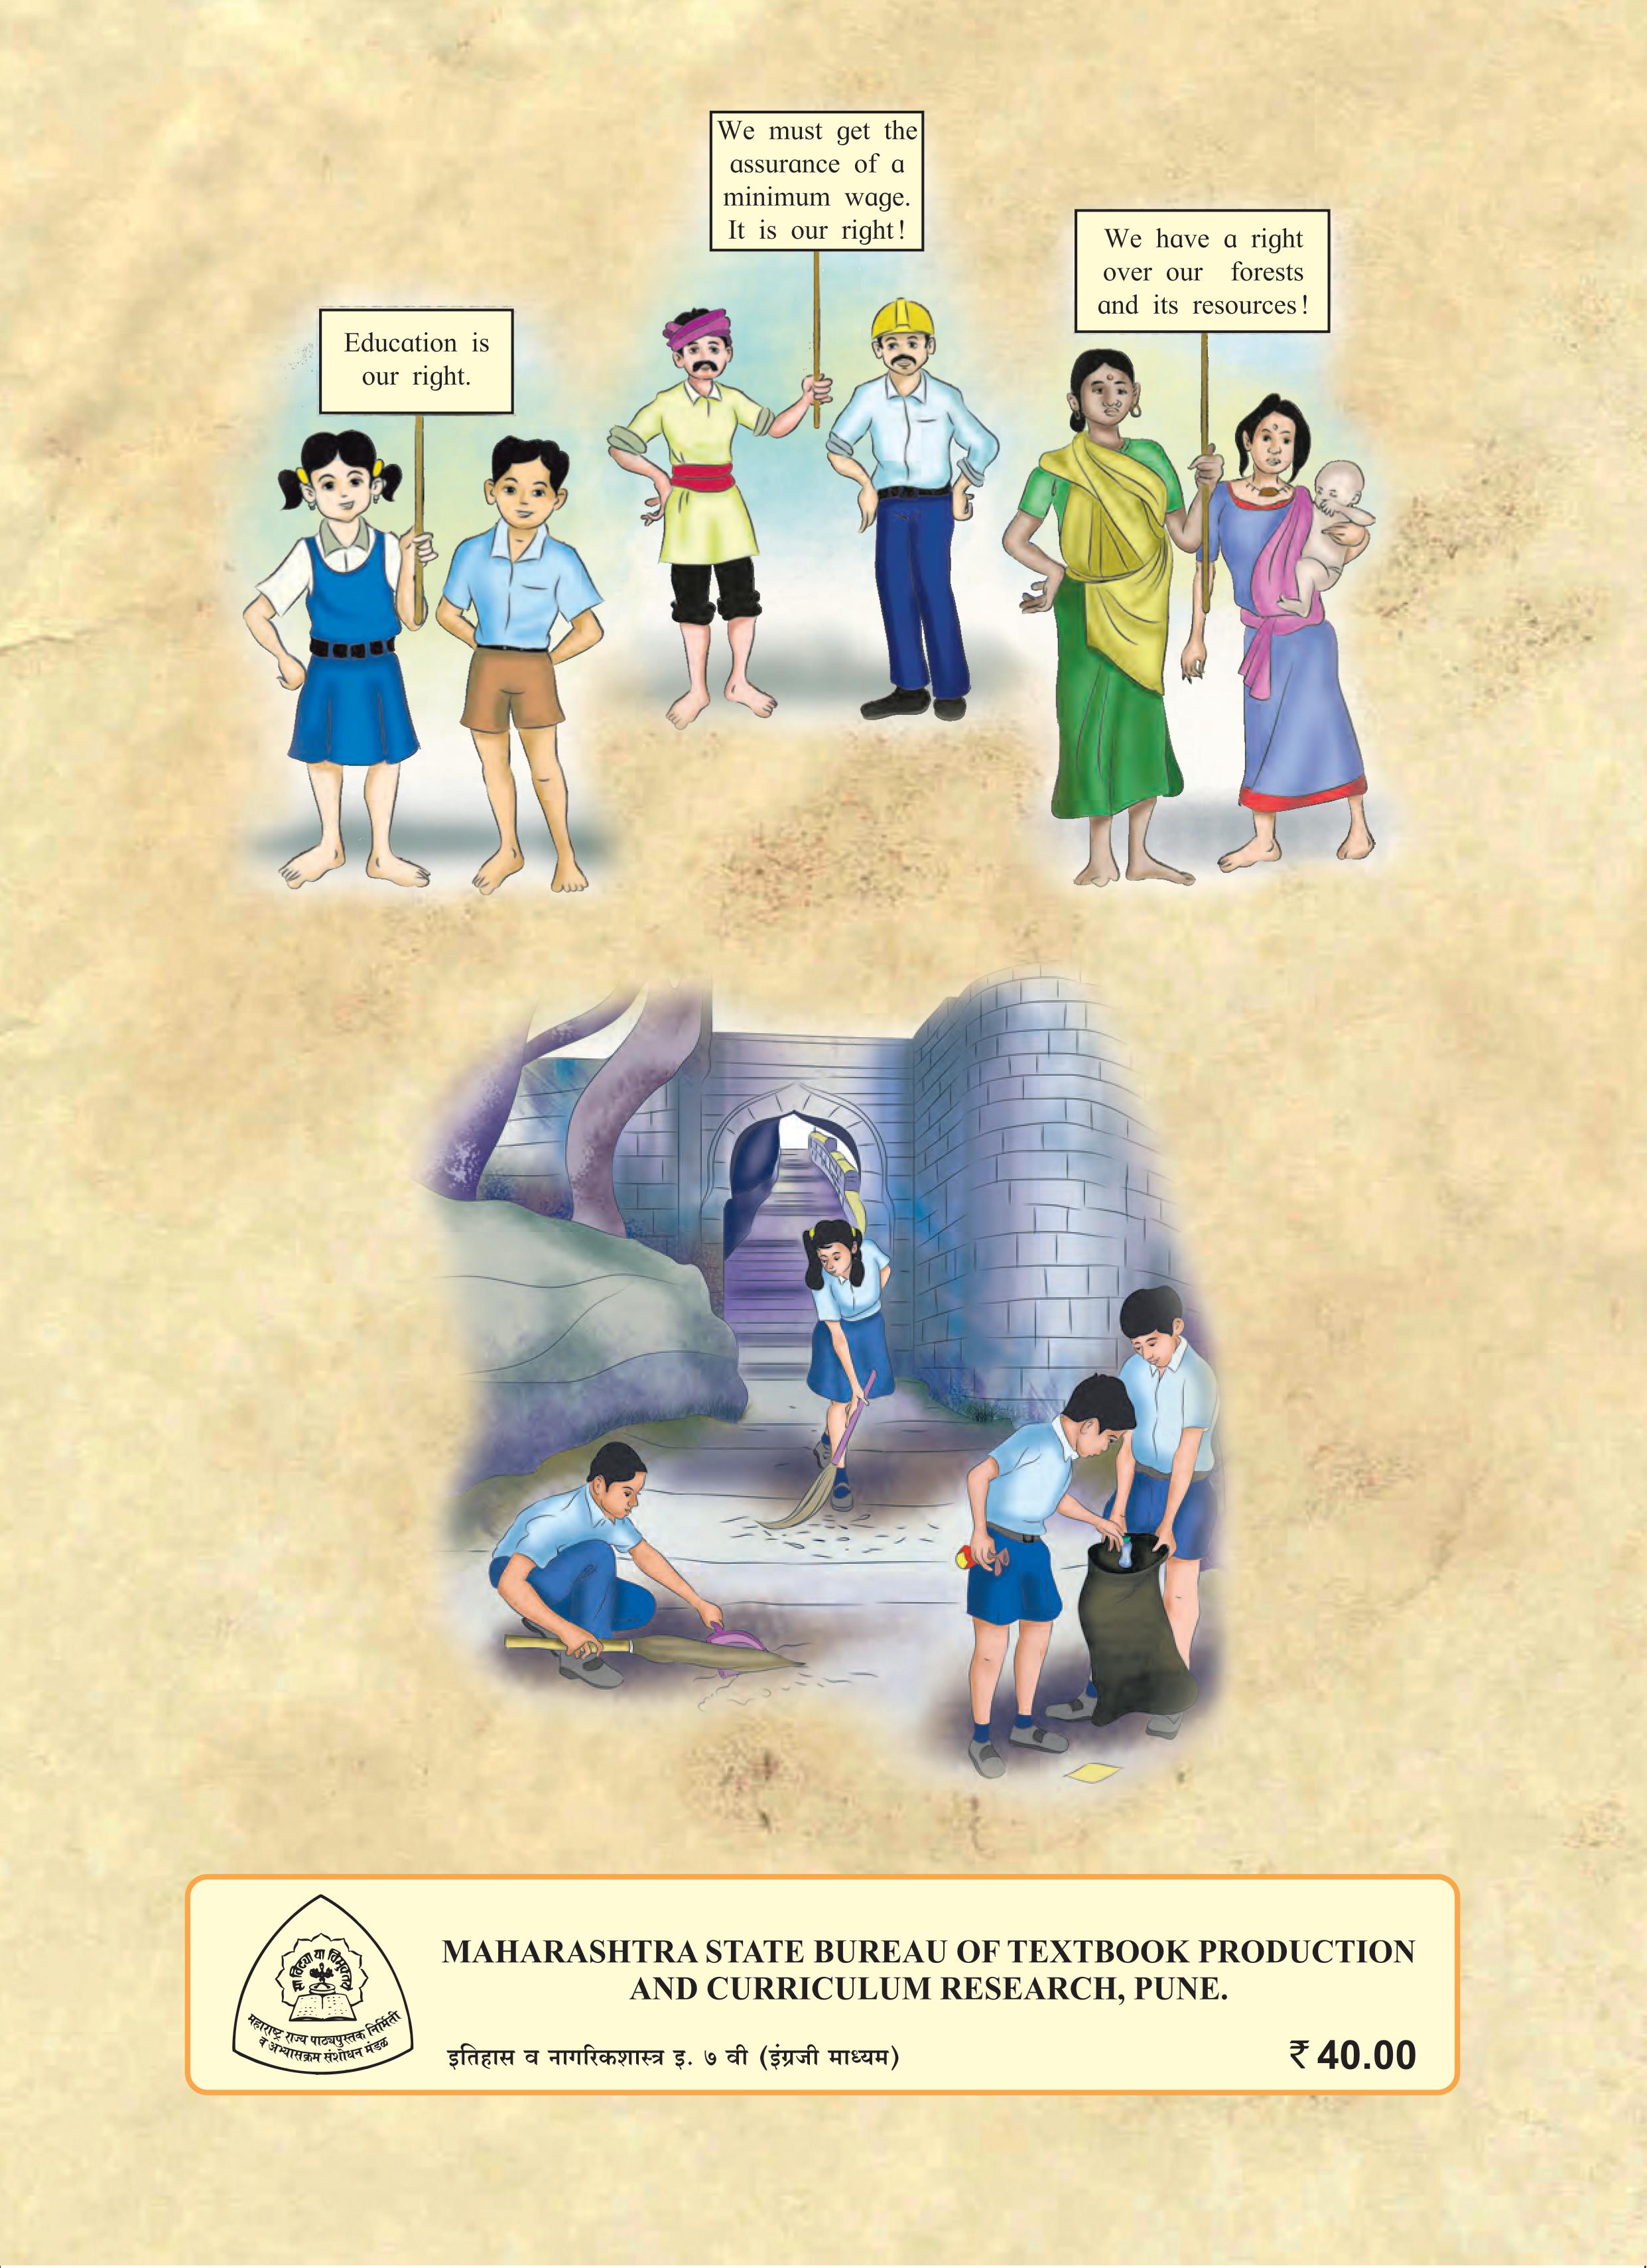 We must get the
assurance of a
minimum wage.
It is our right!
We have a right
over our forests
and its resources!
Education is
our right.
MAHARASHTRA STATE BUREAU OF TEXTBOOK PRODUCTION
AND CURRICULUM RESEARCH, PUNE.
सा विद्या या विमुक्तये
महाराष्ट्र राज्य पाठ्यपुस्तक निर्मिती
व अभ्यासक्रम संशोधन मंडळ
इतिहास व नागरिकशास्त्र इ. ७ वी (इंग्रजी माध्यम)
₹ 40.00